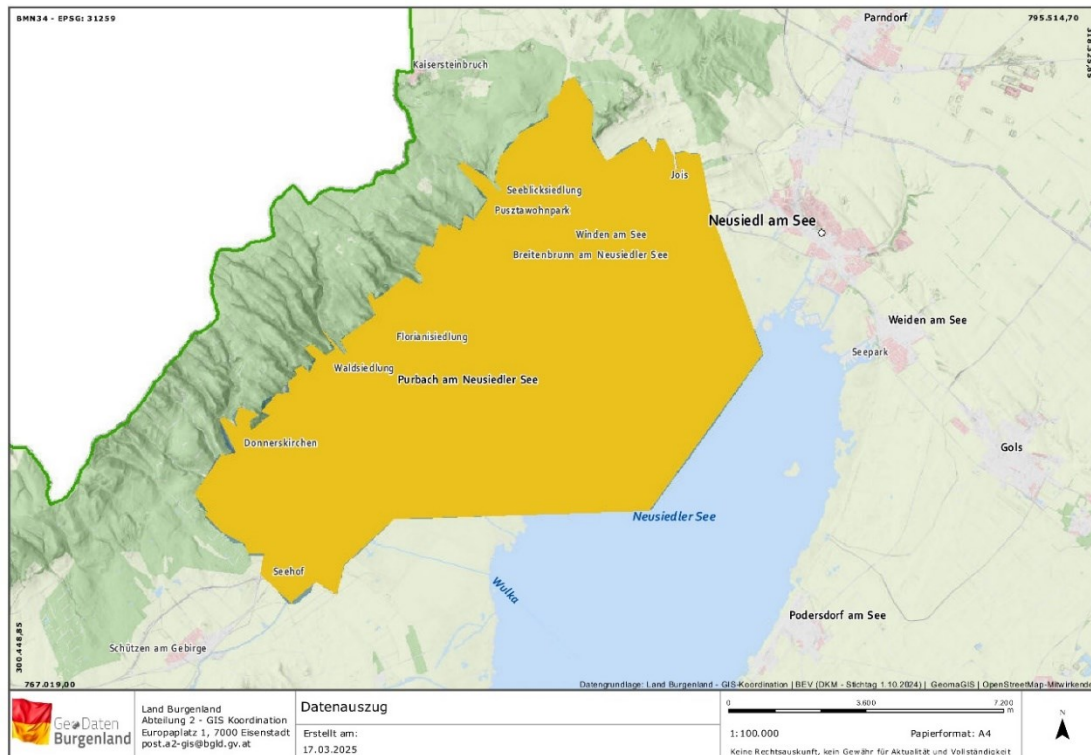 BMN34 - EPSG: 31259
795.514,70
Parndorf
Kaisersteinbruch
Jois
Seeblicksiedlung
Pusztawohnpark
Neusiedl am See
Winden am See
Breitenbrunn am Neusiedler See
Weiden am See
Florianisiedlung
Seepark
Waldsiedlung
Purbach am Neusiedler See
Donnerskirchen
Gols
Neusiedler See
Seehof
Wulka
Podersdorf am See
Schützen am Gebirge
300.448,85
767.019,00
Datengrundlage: Land Burgenland - GIS-Koordination | BEV (DKM - Stichtag 1.10.2024) | GeomaGIS | OpenStreetMap-Mitwirkende
GeoDaten
Burgenland
Land Burgenland
Abteilung 2 - GIS Koordination
Europaplatz 1, 7000 Eisenstadt
post.a2-gis@bgld.gv.at
Datenauszug
Erstellt am:
17.03.2025
0 3.600 7.200
m
1:100.000 Papierformat: A4
Keine Rechtsauskunft, kein Gewähr für Aktualität und Vollständigkeit
N